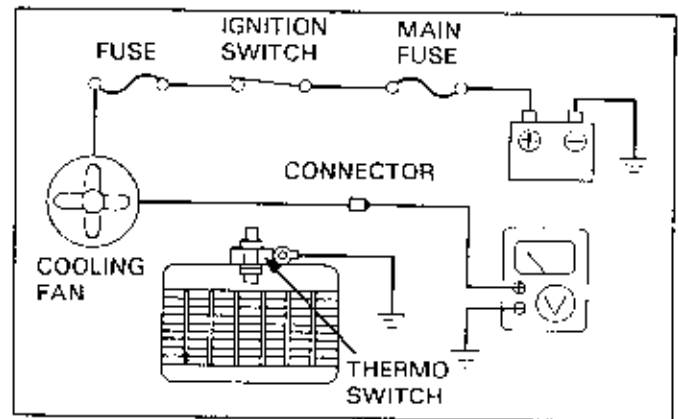 IGNITION
SWITCH
MAIN
FUSE
FUSE
CONNECTOR
COOLING
FAN
V
THERMO
SWITCH